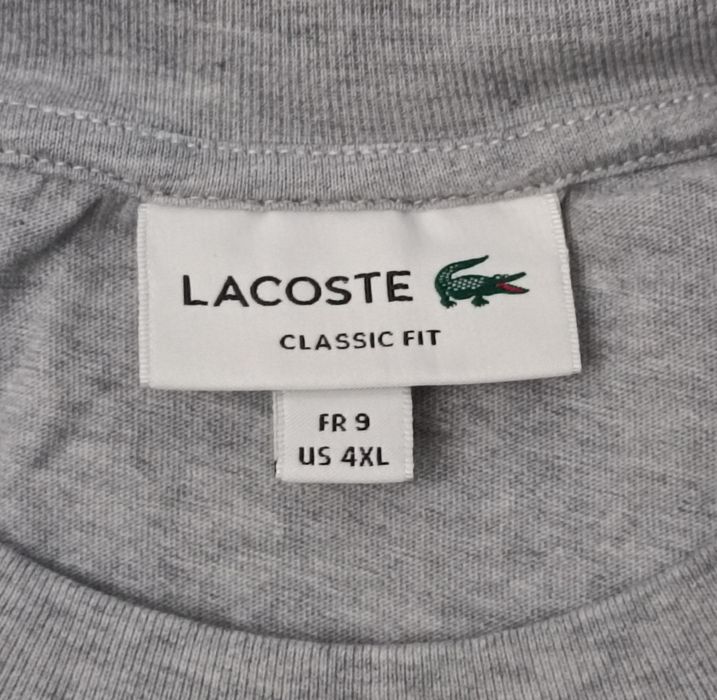 LACOSTE
CLASSIC FIT
FR 9
US 4XL